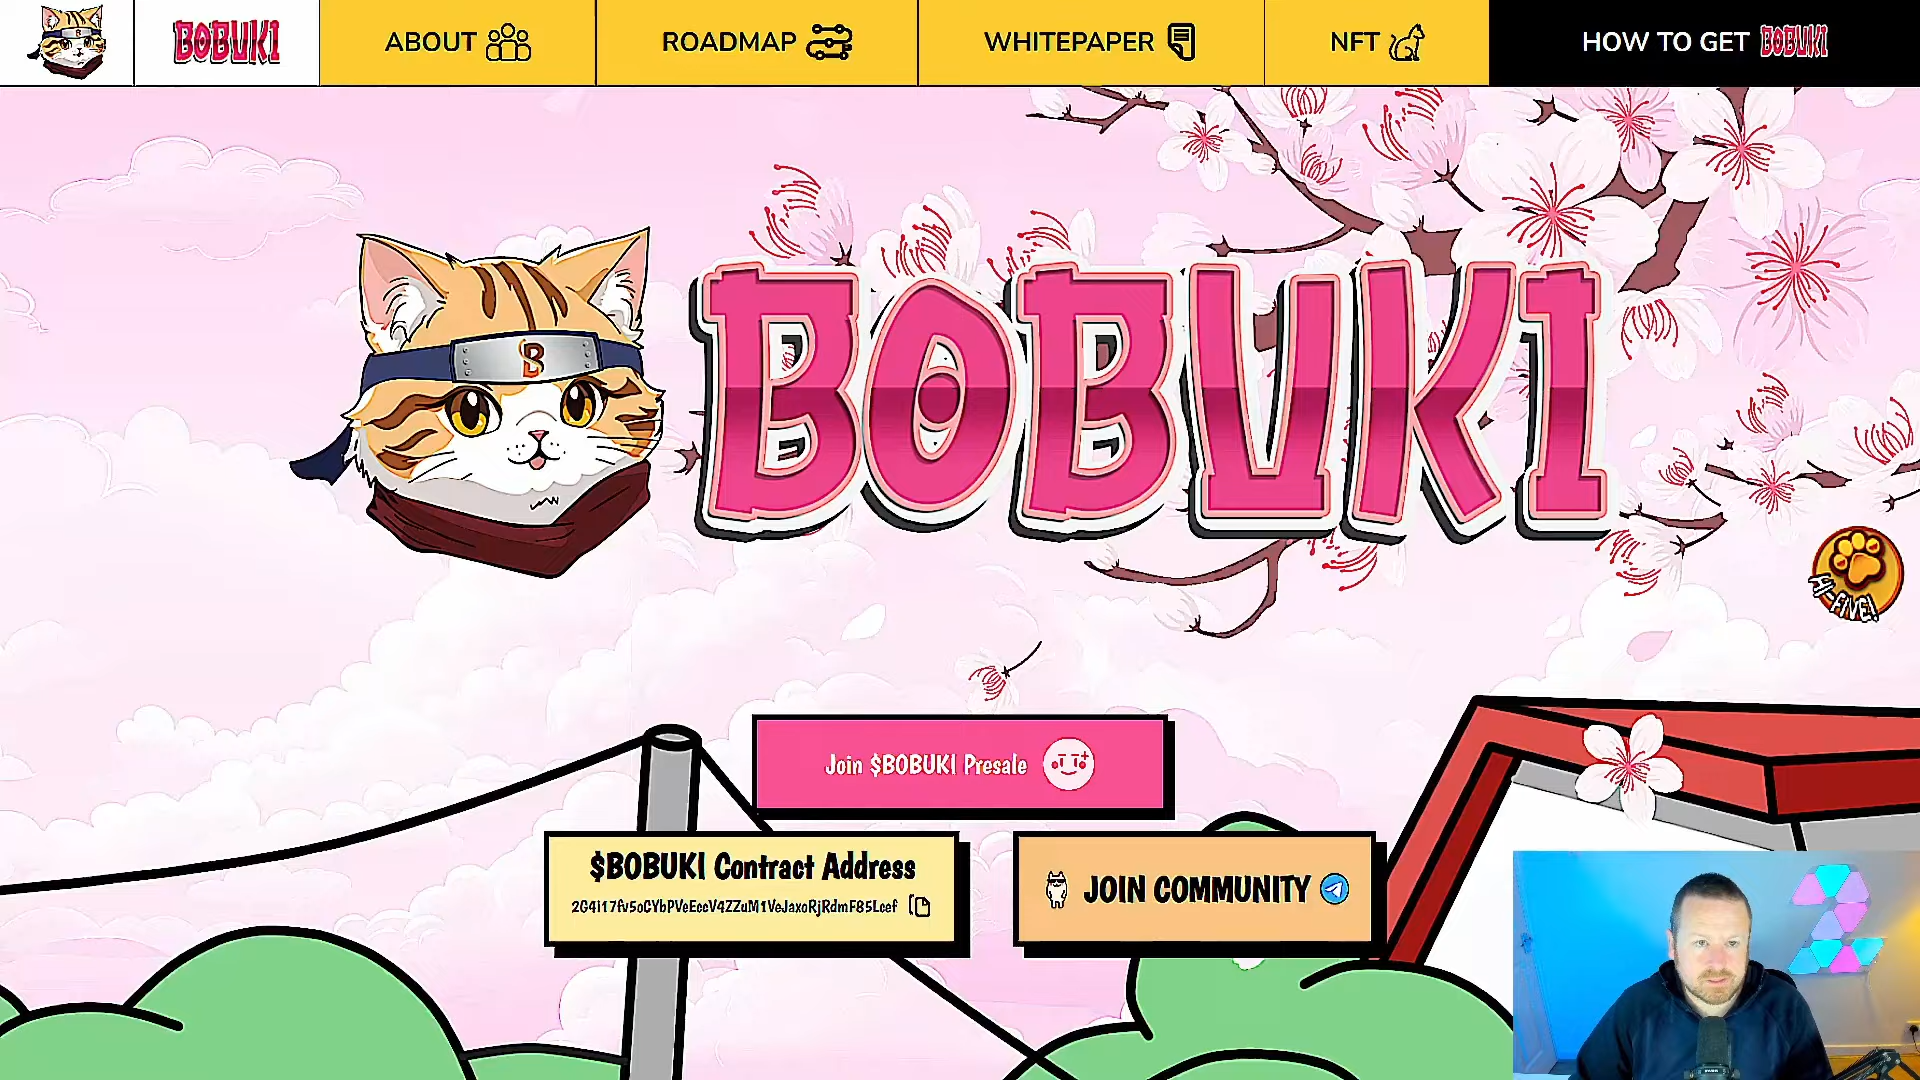 BOBUKI
ABOUT
ROADMAP
WHITEPAPER
NFT
HOW TO GET BOBUKI
B
BOBUKI
HI-FIVE!
Join $BOBUKI Presale
$BOBUKI Contract Address
2G4i17fv5oCYbPVeEccV4ZZuM1VeJaxoRjRdmF85Lcef
JOIN COMMUNITY